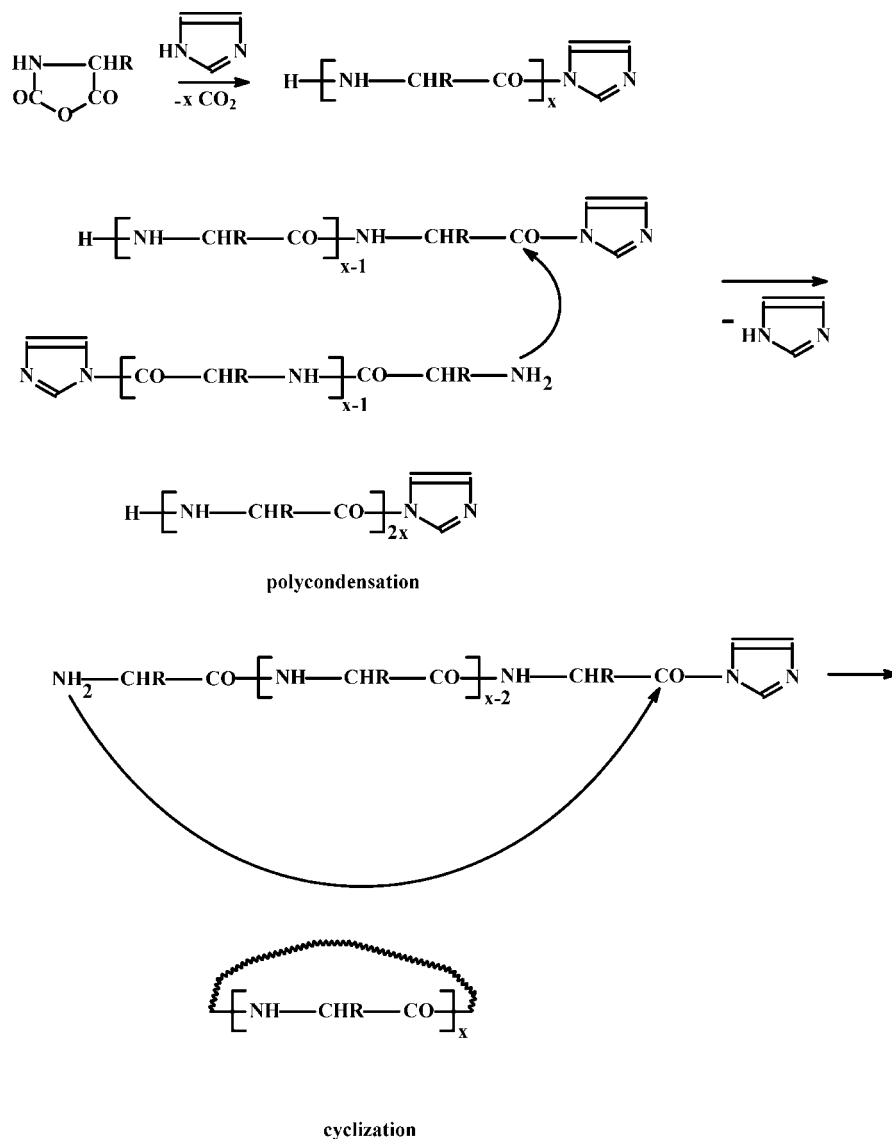 HN CHR OC O CO HN N -x CO2 H NH CHR CO x N N
H NH CHR CO x-1 NH CHR CO N N
- HN N
N N CO CHR NH x-1 CO CHR NH2
H NH CHR CO 2x N N
polycondensation
NH2 CHR CO NH CHR CO x-2 NH CHR CO N N
NH CHR CO x
cyclization